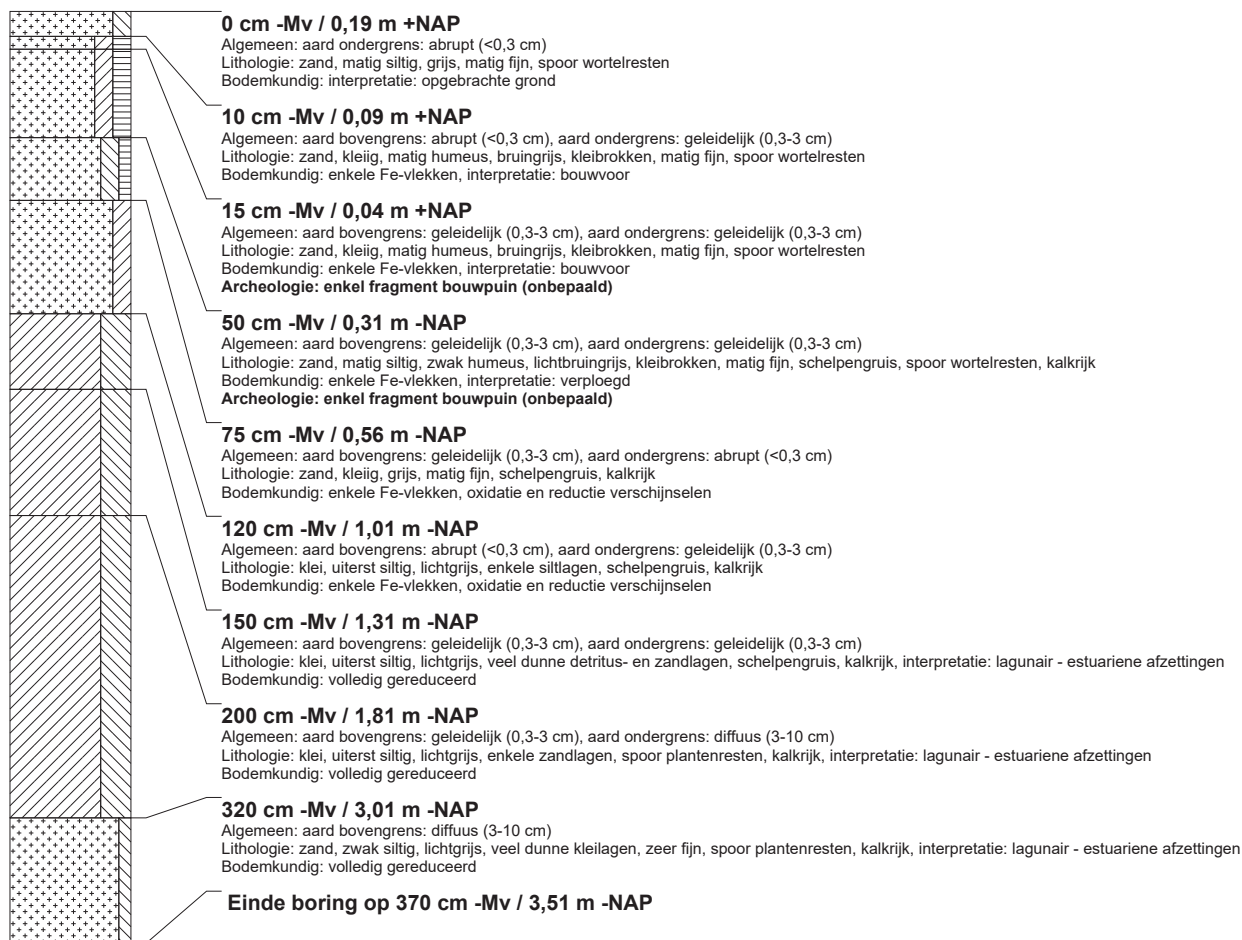 0 cm -Mv / 0,19 m +NAP
Algemeen: aard ondergrens: abrupt (<0,3 cm)
Lithologie: zand, matig siltig, grijs, matig fijn, spoor wortelresten
Bodemkundig: interpretatie: opgebrachte grond
10 cm -Mv / 0,09 m +NAP
Algemeen: aard bovengrens: abrupt (<0,3 cm), aard ondergrens: geleidelijk (0,3-3 cm)
Lithologie: zand, kleiig, matig humeus, bruingrijs, kleibrokken, matig fijn, spoor wortelresten
Bodemkundig: enkele Fe-vlekken, interpretatie: bouwvoor
15 cm -Mv / 0,04 m +NAP
Algemeen: aard bovengrens: geleidelijk (0,3-3 cm), aard ondergrens: geleidelijk (0,3-3 cm)
Lithologie: zand, kleiig, matig humeus, bruingrijs, kleibrokken, matig fijn, spoor wortelresten
Bodemkundig: enkele Fe-vlekken, interpretatie: bouwvoor
Archeologie: enkel fragment bouwpuin (onbepaald)
50 cm -Mv / 0,31 m -NAP
Algemeen: aard bovengrens: geleidelijk (0,3-3 cm), aard ondergrens: geleidelijk (0,3-3 cm)
Lithologie: zand, matig siltig, zwak humeus, lichtbruingrijs, kleibrokken, matig fijn, schelpengruis, spoor wortelresten, kalkrijk
Bodemkundig: enkele Fe-vlekken, interpretatie: verploegd
Archeologie: enkel fragment bouwpuin (onbepaald)
75 cm -Mv / 0,56 m -NAP
Algemeen: aard bovengrens: geleidelijk (0,3-3 cm), aard ondergrens: abrupt (<0,3 cm)
Lithologie: zand, kleiig, grijs, matig fijn, schelpengruis, kalkrijk
Bodemkundig: enkele Fe-vlekken, oxidatie en reductie verschijnselen
120 cm -Mv / 1,01 m -NAP
Algemeen: aard bovengrens: abrupt (<0,3 cm), aard ondergrens: geleidelijk (0,3-3 cm)
Lithologie: klei, uiterst siltig, lichtgrijs, enkele siltlagen, schelpengruis, kalkrijk
Bodemkundig: enkele Fe-vlekken, oxidatie en reductie verschijnselen
150 cm -Mv / 1,31 m -NAP
Algemeen: aard bovengrens: geleidelijk (0,3-3 cm), aard ondergrens: geleidelijk (0,3-3 cm)
Lithologie: klei, uiterst siltig, lichtgrijs, veel dunne detritus- en zandlagen, schelpengruis, kalkrijk, interpretatie: lagunair - estuariene afzettingen
Bodemkundig: volledig gereduceerd
200 cm -Mv / 1,81 m -NAP
Algemeen: aard bovengrens: geleidelijk (0,3-3 cm), aard ondergrens: diffuus (3-10 cm)
Lithologie: klei, uiterst siltig, lichtgrijs, enkele zandlagen, spoor plantenresten, kalkrijk, interpretatie: lagunair - estuariene afzettingen
Bodemkundig: volledig gereduceerd
320 cm -Mv / 3,01 m -NAP
Algemeen: aard bovengrens: diffuus (3-10 cm)
Lithologie: zand, zwak siltig, lichtgrijs, veel dunne kleilagen, zeer fijn, spoor plantenresten, kalkrijk, interpretatie: lagunair - estuariene afzettingen
Bodemkundig: volledig gereduceerd
Einde boring op 370 cm -Mv / 3,51 m -NAP